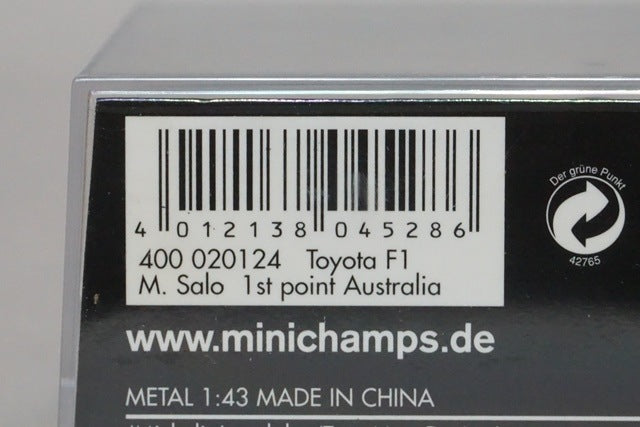 4 012138 045286
400 020124 Toyota F1
M. Salo 1st point Australia
Der grüne Punkt
42765
www.minichamps.de
METAL 1:43 MADE IN CHINA